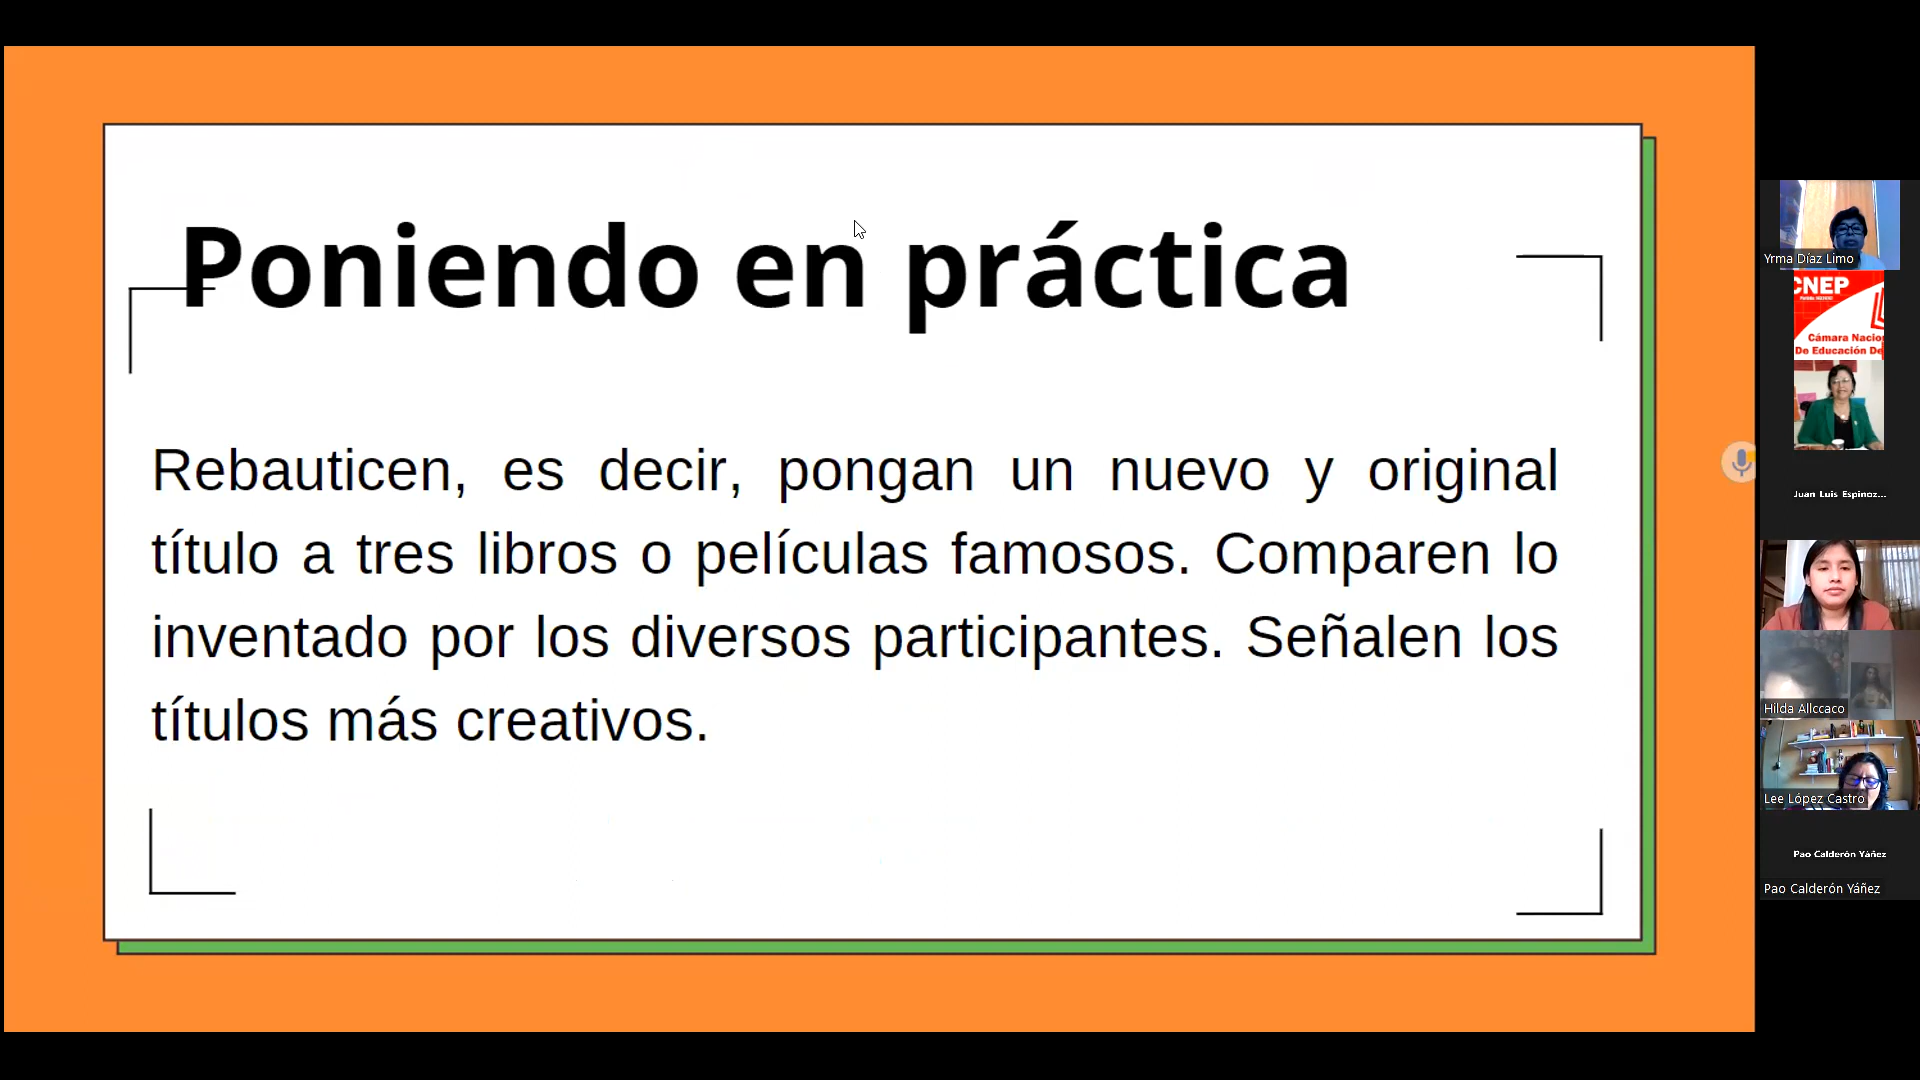 Poniendo en práctica
Rebauticen, es decir, pongan un nuevo y original
título a tres libros o películas famosos. Comparen lo
inventado por los diversos participantes. Señalen los
títulos más creativos.
Yrma Díaz Limo
CNEP
Cámara Nacio
De Educación De
Juan Luis Espinoz...
Hilda Allccaco
Lee López Castro
Pao Calderón Yáñez
Pao Calderón Yáñez